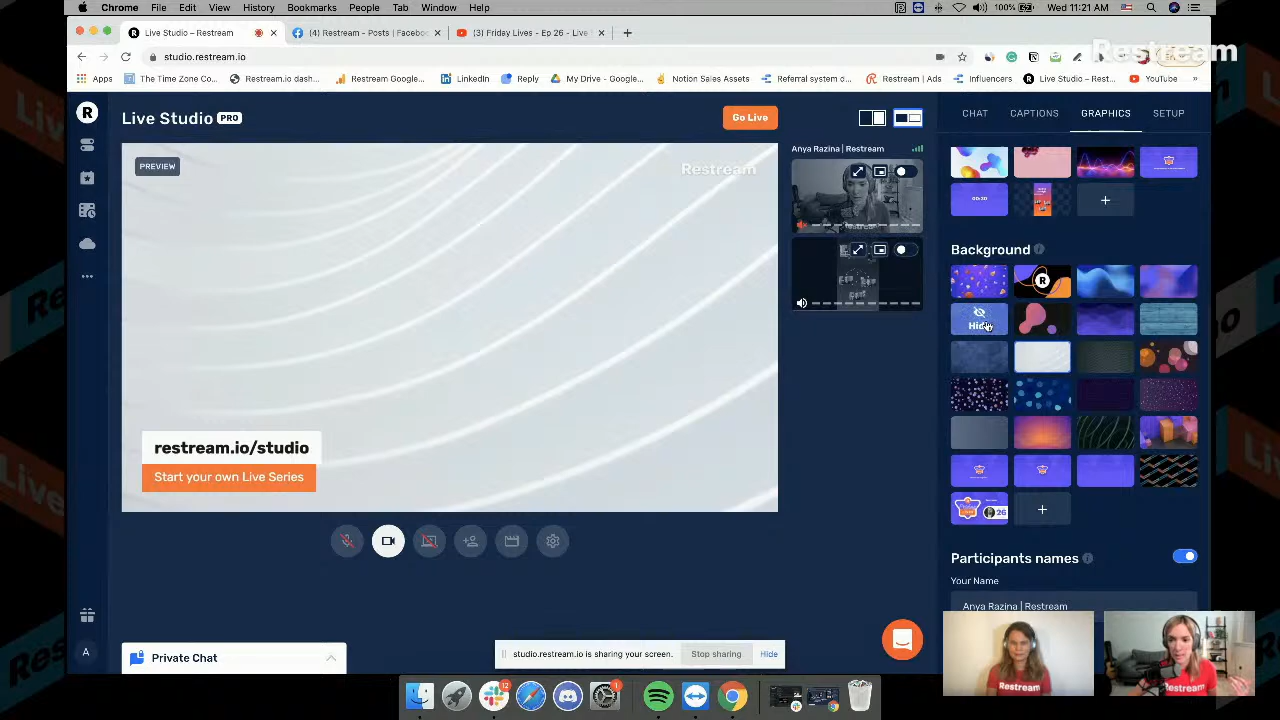 Chrome File Edit View History Bookmarks People Tab Window Help
100% Wed 11:21 AM
Live Studio – Restream
(4) Restream - Posts | Faceboo
(3) Friday Lives - Ep 26 - Live
studio.restream.io
Restream
Apps The Time Zone Co... Restream.io dash... Restream Google... LinkedIn Reply My Drive - Google... Notion Sales Assets Referral system d... Restream | Ads Influencers Live Studio – Rest... YouTube »
R
Live Studio PRO
Go Live
CHAT CAPTIONS GRAPHICS SETUP
PREVIEW
Restream
Anya Razina | Restream
Background
R
Hide
26
restream.io/studio
Start your own Live Series
Participants names
Your Name
Anya Razina | Restream
Private Chat
studio.restream.io is sharing your screen. Stop sharing Hide
A
Restream
Restream
12
1